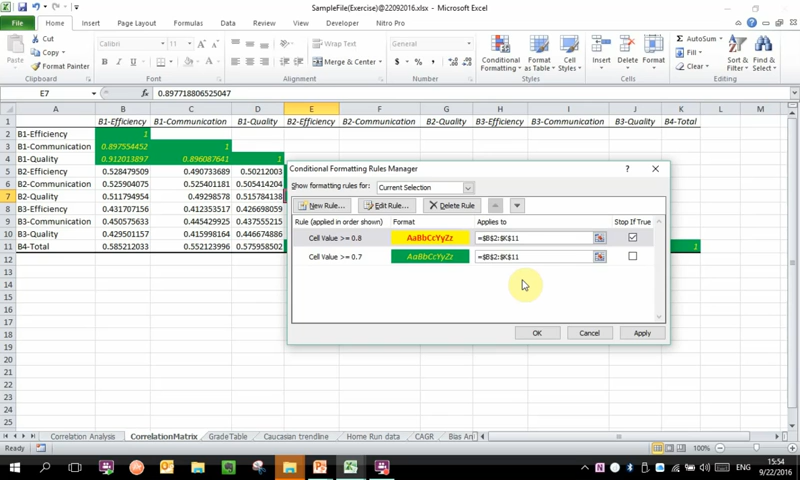 SampleFile(Exercise)@22092016.xlsx - Microsoft Excel
File Home Insert Page Layout Formulas Data Review View Developer Nitro Pro
Paste Cut Calibri 11 Wrap Text Conditional Formatting Format as Table Cell Styles Insert Delete Format AutoSum Sort & Filter Find & Select
Copy Fill
Format Painter Merge & Center Clear
Clipboard Font Alignment Number Styles Cells Editing
E7 fx 0.897718806525047
A B C D E F G H I J K L M
1 B1-Efficiency B1-Communication B1-Quality B2-Efficiency B2-Communication B2-Quality B3-Efficiency B3-Communication B3-Quality B4-Total
2 B1-Efficiency 1
3 B1-Communication 0.897554452 1
4 B1-Quality 0.912013897 0.896087641 1
5 B2-Efficiency 0.528479509 0.490733689 0.50212003
6 B2-Communication 0.525904075 0.525401181 0.505414204
7 B2-Quality 0.511794954 0.49298578 0.515784138
8 B3-Efficiency 0.431707156 0.412353517 0.426698059
9 B3-Communication 0.450575633 0.437555215
10 B3-Quality 0.429501157 0.415998164 0.446674886
11 B4-Total 0.585212033 0.552123996 0.575958502 1
12
13
14
15
16
17
18
19
20
21
22
23
24
25
Conditional Formatting Rules Manager
Show formatting rules for: Current Selection
New Rule... Edit Rule... Delete Rule
Rule (applied in order shown) Format Applies to Stop If True
Cell Value >= 0.8 AaBbCcYyZz =$B$2:$K$11
Cell Value >= 0.7 AaBbCcYyZz =$B$2:$K$11
OK Cancel Apply
Correlation Analysis CorrelationMatrix GradeTable Caucasian trendline Home Run data CAGR Bias An
Ready 100%
ENG 15:54
9/22/2016